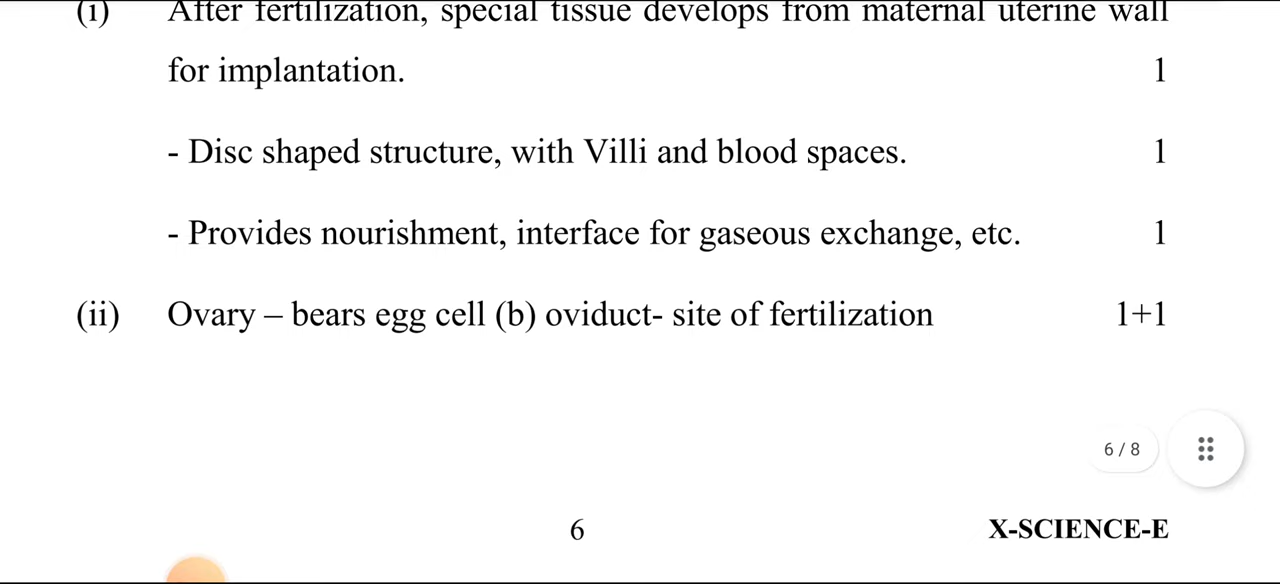 (i) After fertilization, special tissue develops from maternal uterine wall
for implantation. 1
- Disc shaped structure, with Villi and blood spaces. 1
- Provides nourishment, interface for gaseous exchange, etc. 1
(ii) Ovary – bears egg cell (b) oviduct- site of fertilization 1+1
6 / 8
6 X-SCIENCE-E